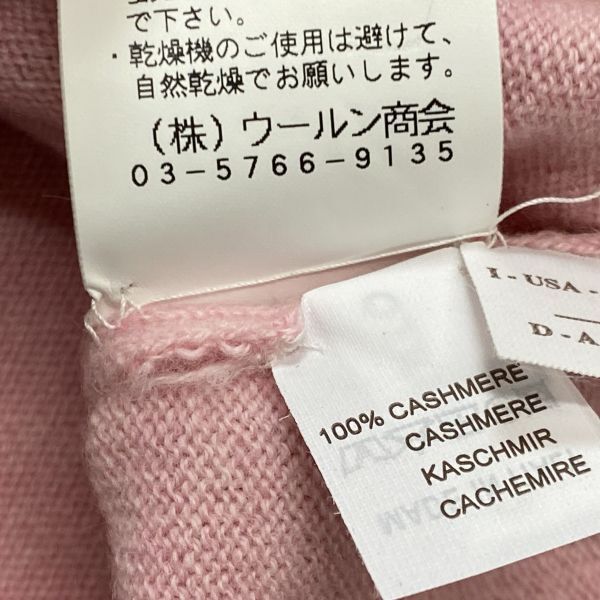 で下さい。
・乾燥機のご使用は避けて、
自然乾燥でお願いします。
(株)ウールン商会
03-5766-9135
I - USA -
D - A
100% CASHMERE
CASHMERE
KASCHMIR
CACHEMIRE